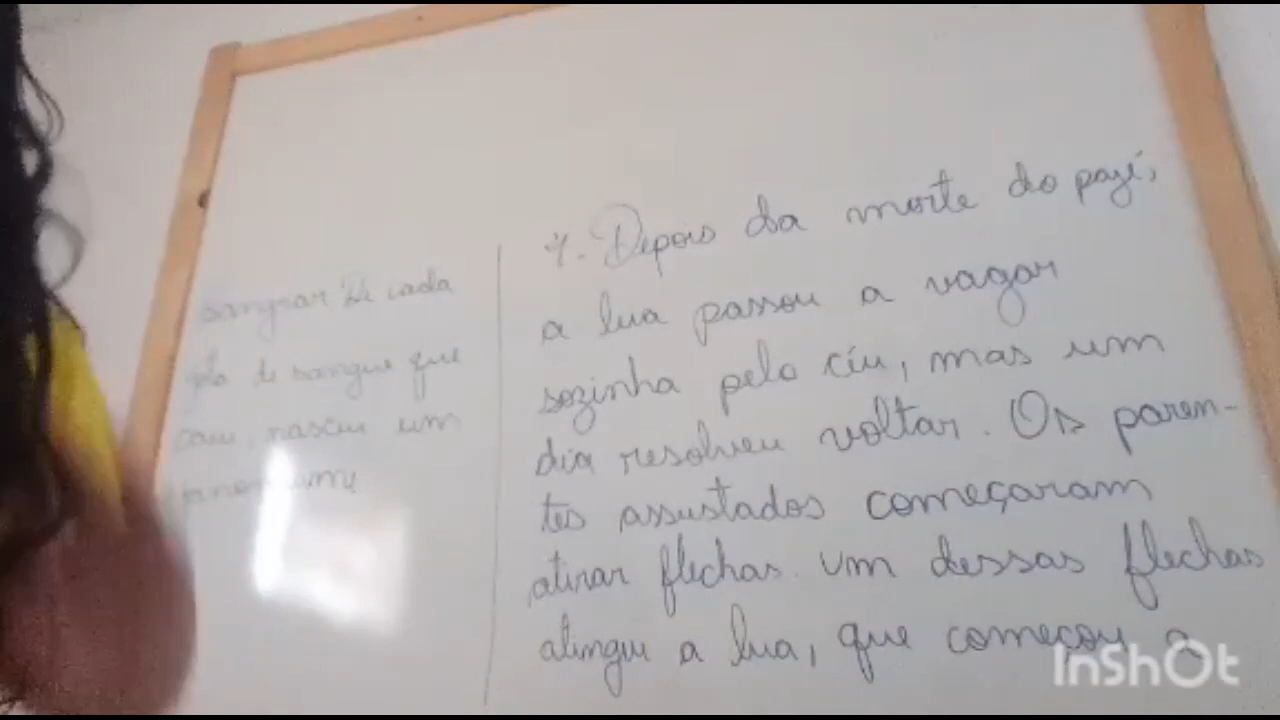 sangrar De cada
gota de sangue que
caiu, nasceu um
7. Depois da morte do pajé,
a lua passou a vagar
sozinha pelo céu, mas um
dia resolveu voltar. Os paren-
tes assustados começaram
atirar flechas. Um dessas flechas
atingiu a lua, que começou a
InShOt